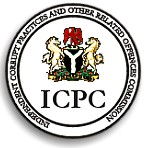 INDEPENDENT CORRUPT PRACTICES AND OTHER RELATED OFFENCES COMMISSION
ICPC